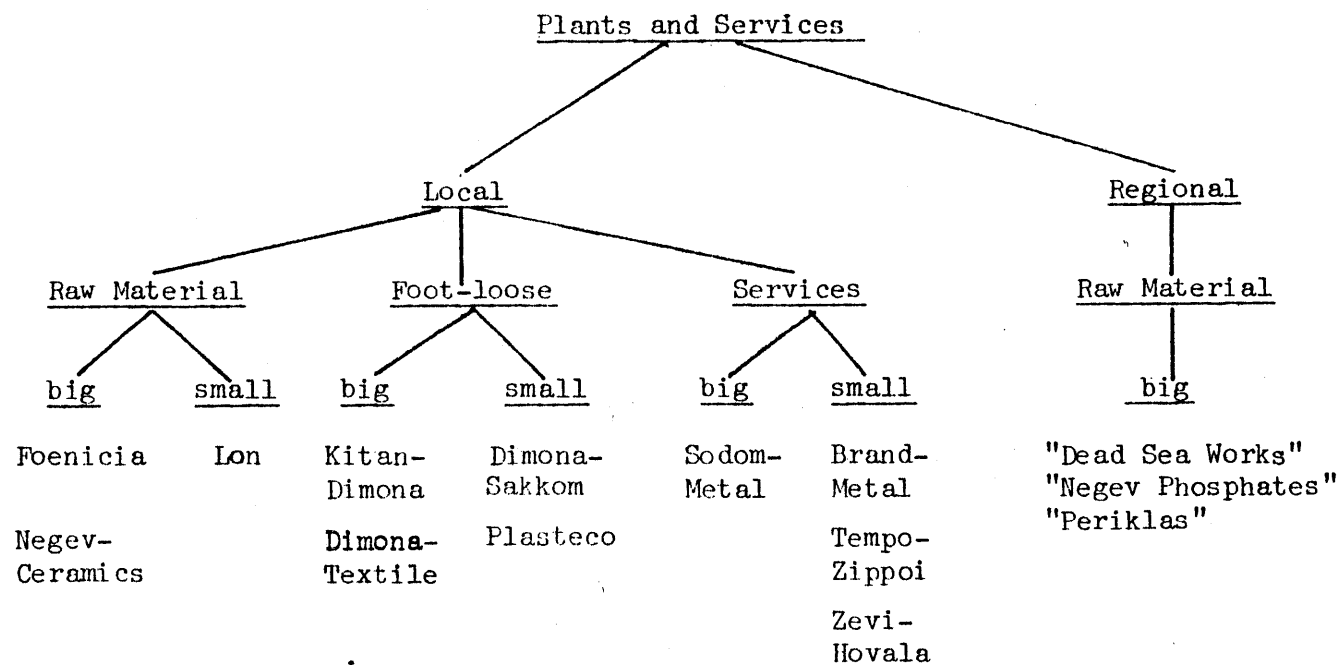 Plants and Services
Local Regional
Raw Material Foot-loose Services Raw Material
big small big small big small big
Foenicia Lon Kitan- Dimona- Sodom- Brand- "Dead Sea Works"
Dimona Sakkom Metal Metal "Negev Phosphates"
"Periklas"
Negev- Dimona- Plasteco Tempo-
Ceramics Textile Zippoi
Zevi-
Hovala